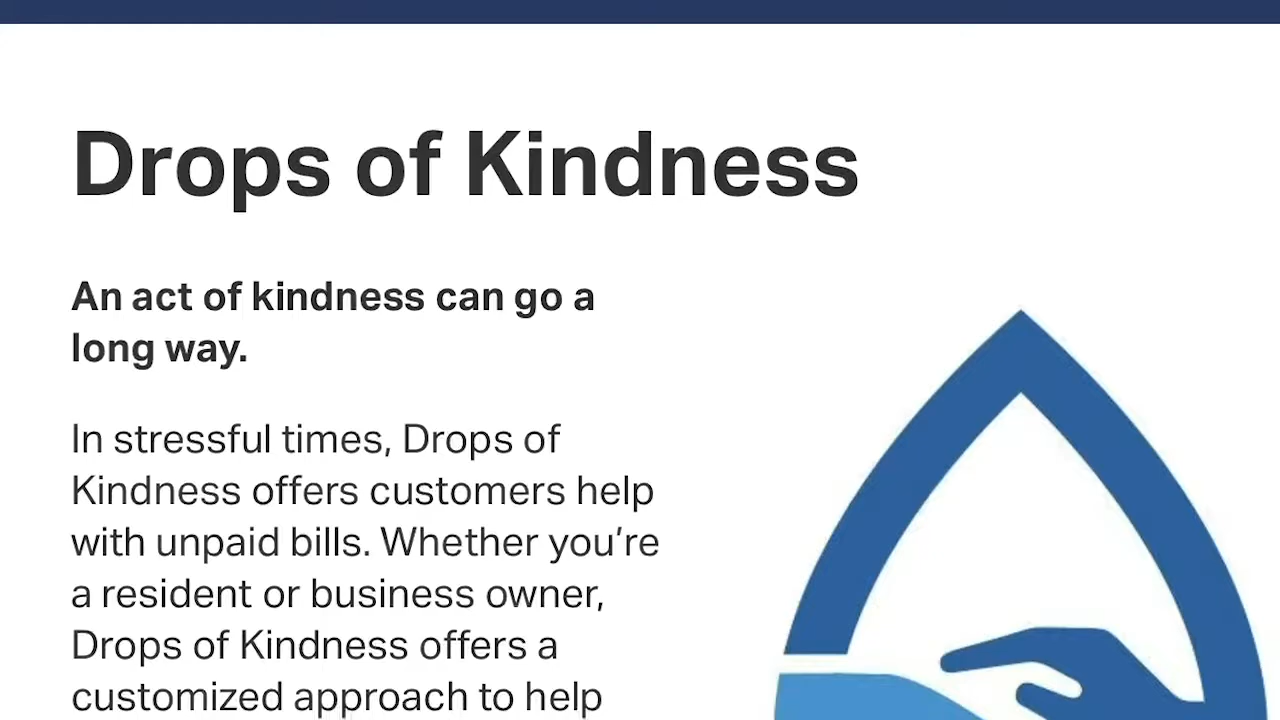 Drops of Kindness
An act of kindness can go a
long way.
In stressful times, Drops of
Kindness offers customers help
with unpaid bills. Whether you’re
a resident or business owner,
Drops of Kindness offers a
customized approach to help